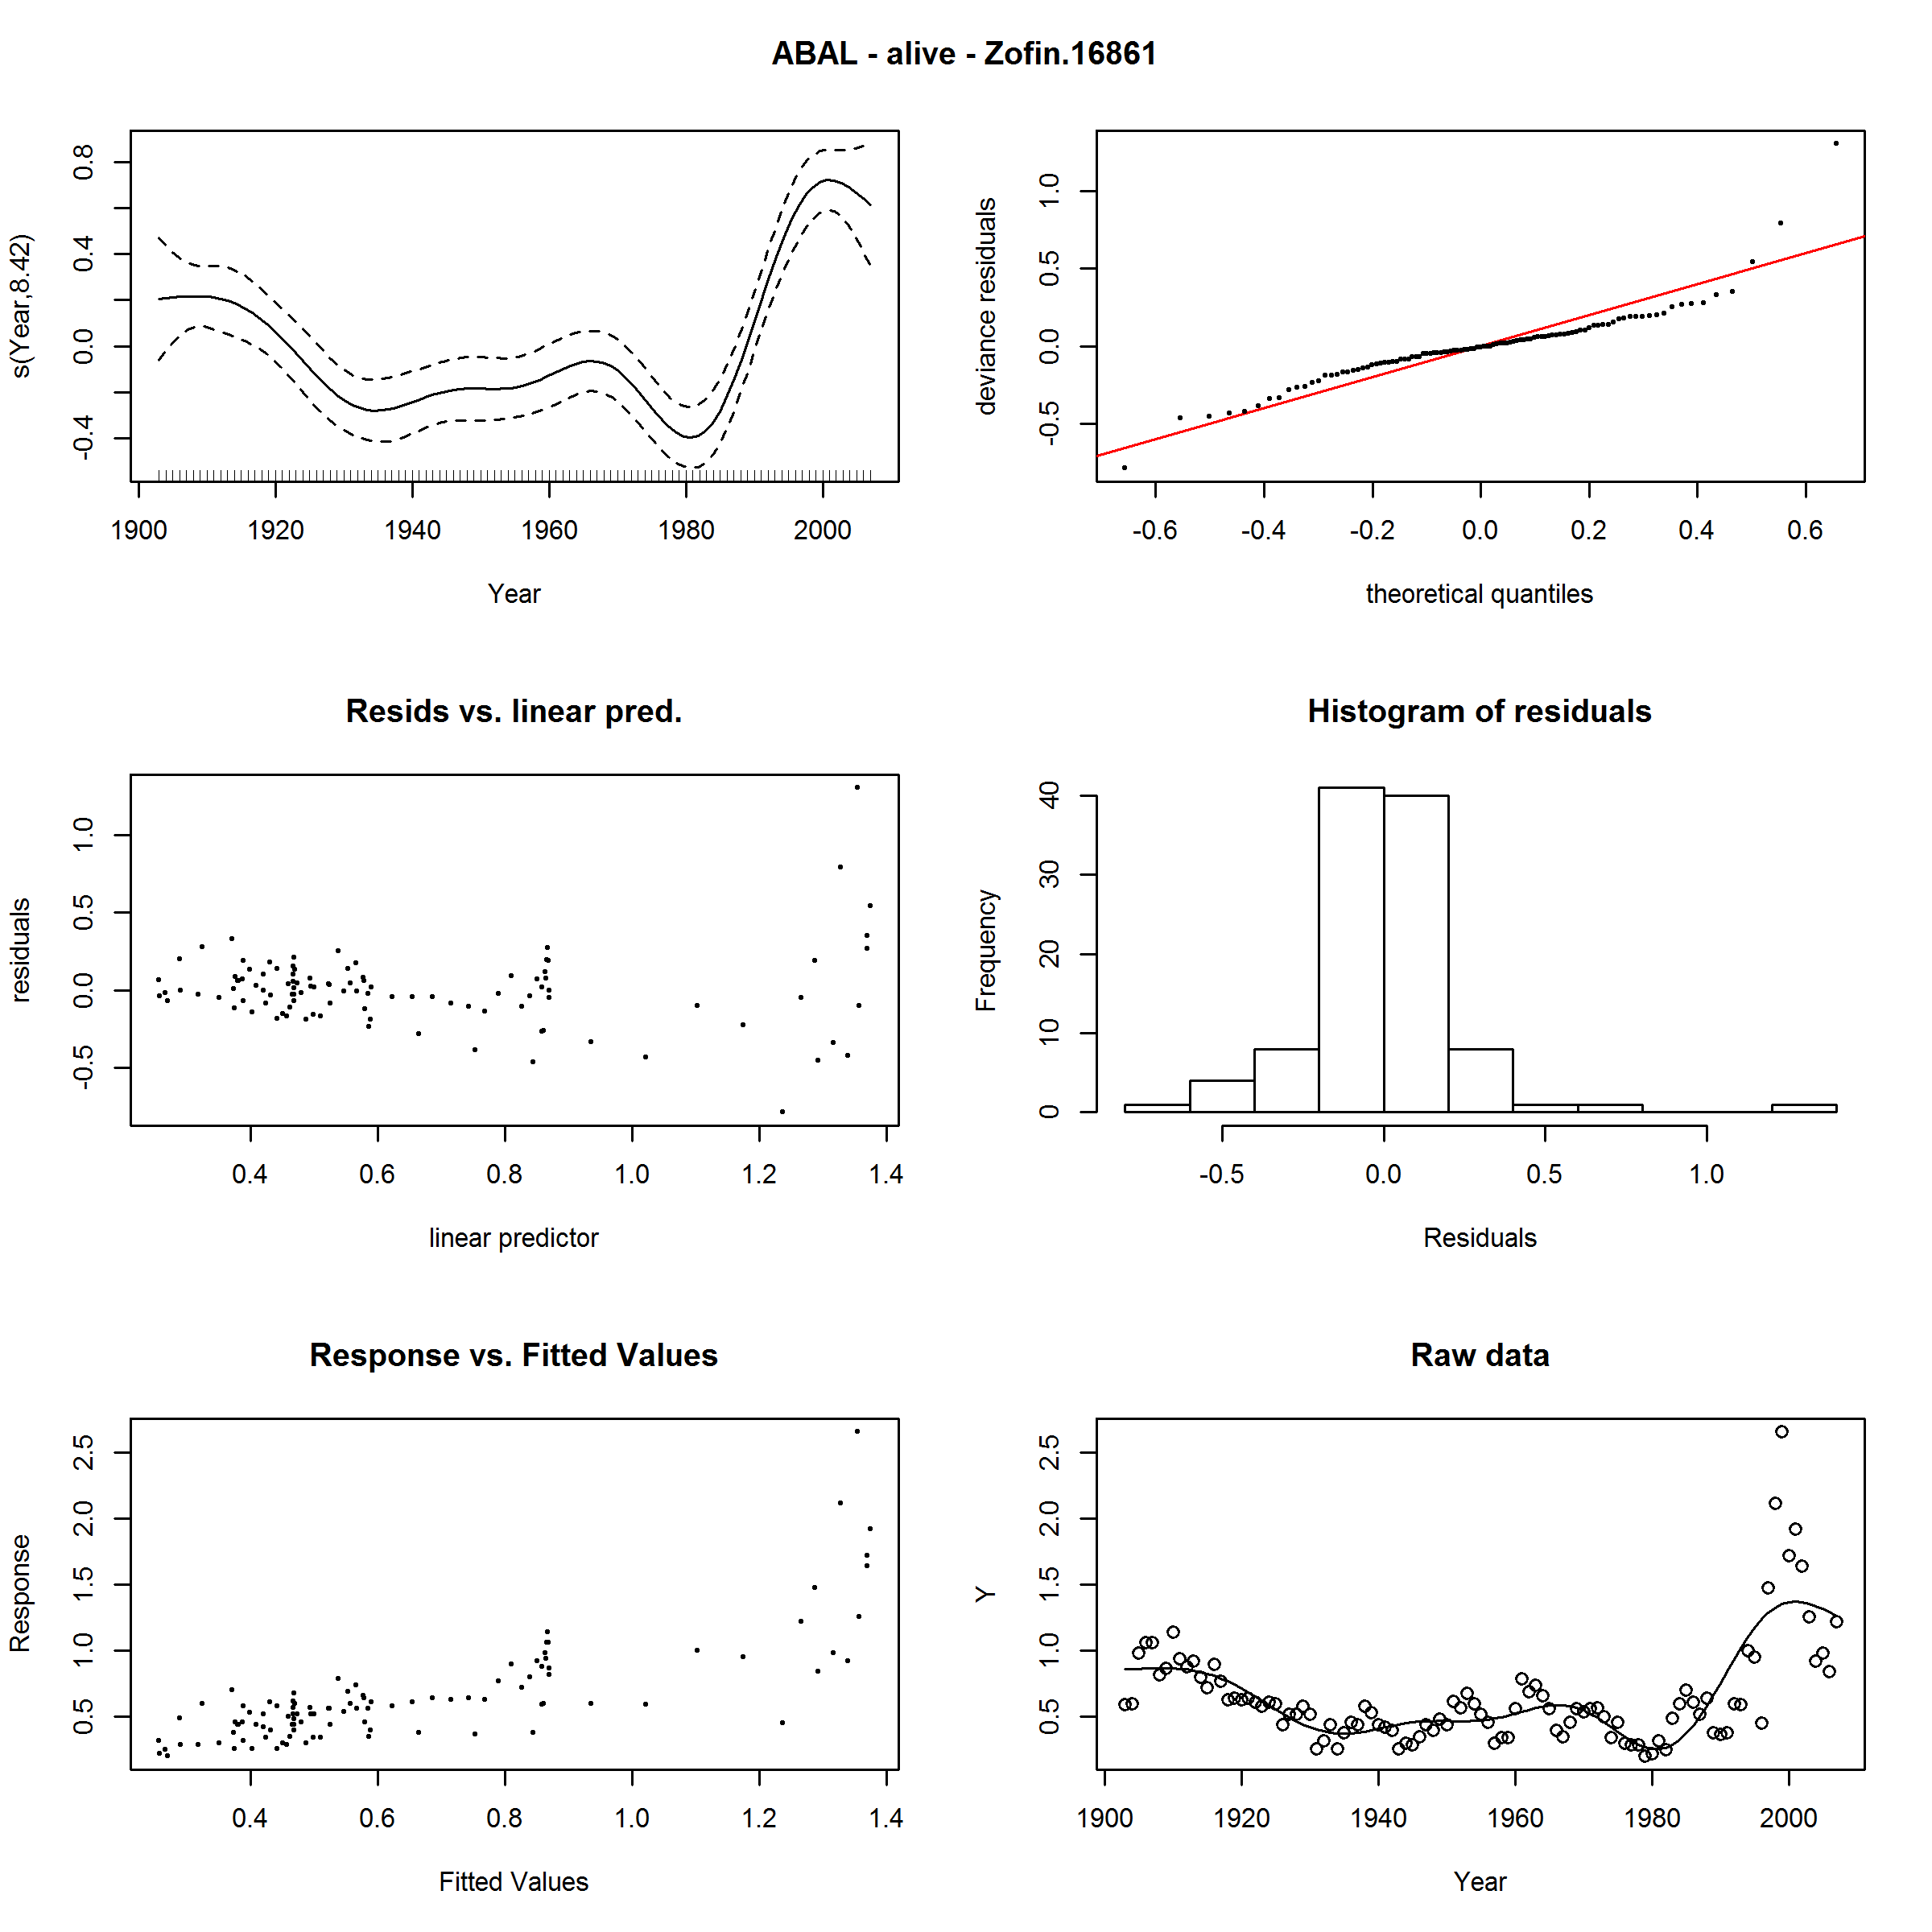 ABAL - alive - Zofin.16861
s(Year,8.42)
-0.4 0.0 0.4 0.8
1900 1920 1940 1960 1980 2000
Year
deviance residuals
-0.5 0.0 0.5 1.0
-0.6 -0.4 -0.2 0.0 0.2 0.4 0.6
theoretical quantiles
Resids vs. linear pred.
residuals
-0.5 0.0 0.5 1.0
0.4 0.6 0.8 1.0 1.2 1.4
linear predictor
Histogram of residuals
Frequency
0 10 20 30 40
-0.5 0.0 0.5 1.0
Residuals
Response vs. Fitted Values
Response
0.5 1.0 1.5 2.0 2.5
0.4 0.6 0.8 1.0 1.2 1.4
Fitted Values
Raw data
Y
0.5 1.0 1.5 2.0 2.5
1900 1920 1940 1960 1980 2000
Year